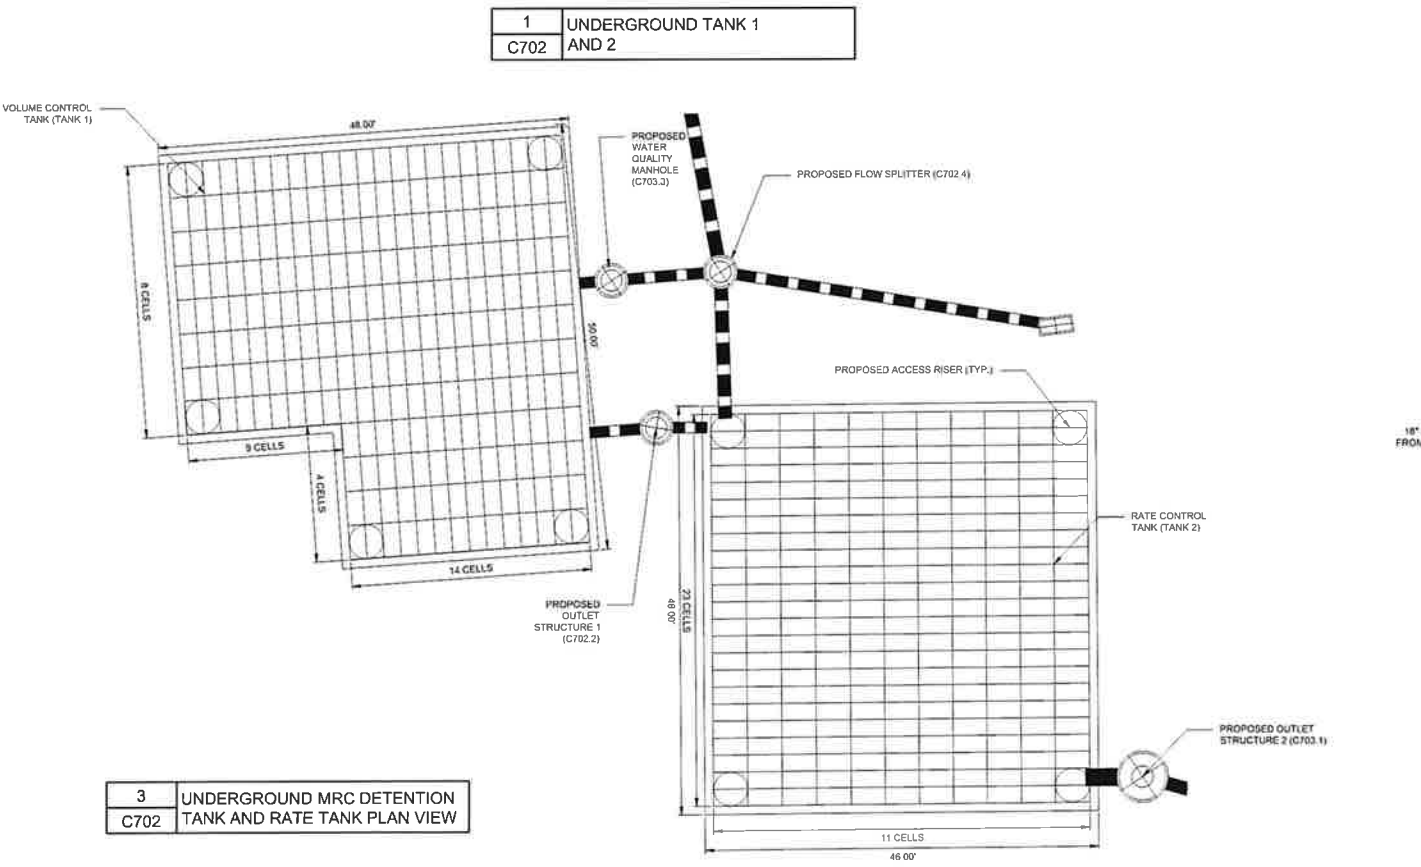 1
UNDERGROUND TANK 1
C702
AND 2
VOLUME CONTROL
TANK (TANK 1)
48.00'
PROPOSED
WATER
QUALITY
MANHOLE
(C703.3)
PROPOSED FLOW SPLITTER (C702.4)
8 CELLS
50.00'
PROPOSED ACCESS RISER (TYP.)
9 CELLS
4 CELLS
18"
FROM
RATE CONTROL
TANK (TANK 2)
14 CELLS
PROPOSED
OUTLET
STRUCTURE 1
(C702.2)
23 CELLS
48.00'
PROPOSED OUTLET
STRUCTURE 2 (C703.1)
3
UNDERGROUND MRC DETENTION
C702
TANK AND RATE TANK PLAN VIEW
11 CELLS
46.00'